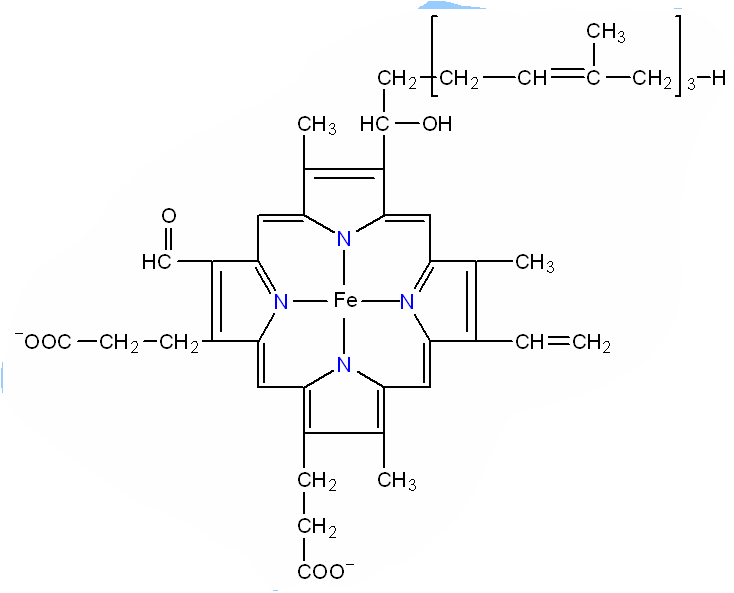 CH₃
CH₂ CH₂ CH C CH₂ 3 H
CH₃ HC OH
O
N
HC CH₃
N Fe N
⁻OOC CH₂ CH₂ CH CH₂
N
CH₂ CH₃
CH₂
COO⁻